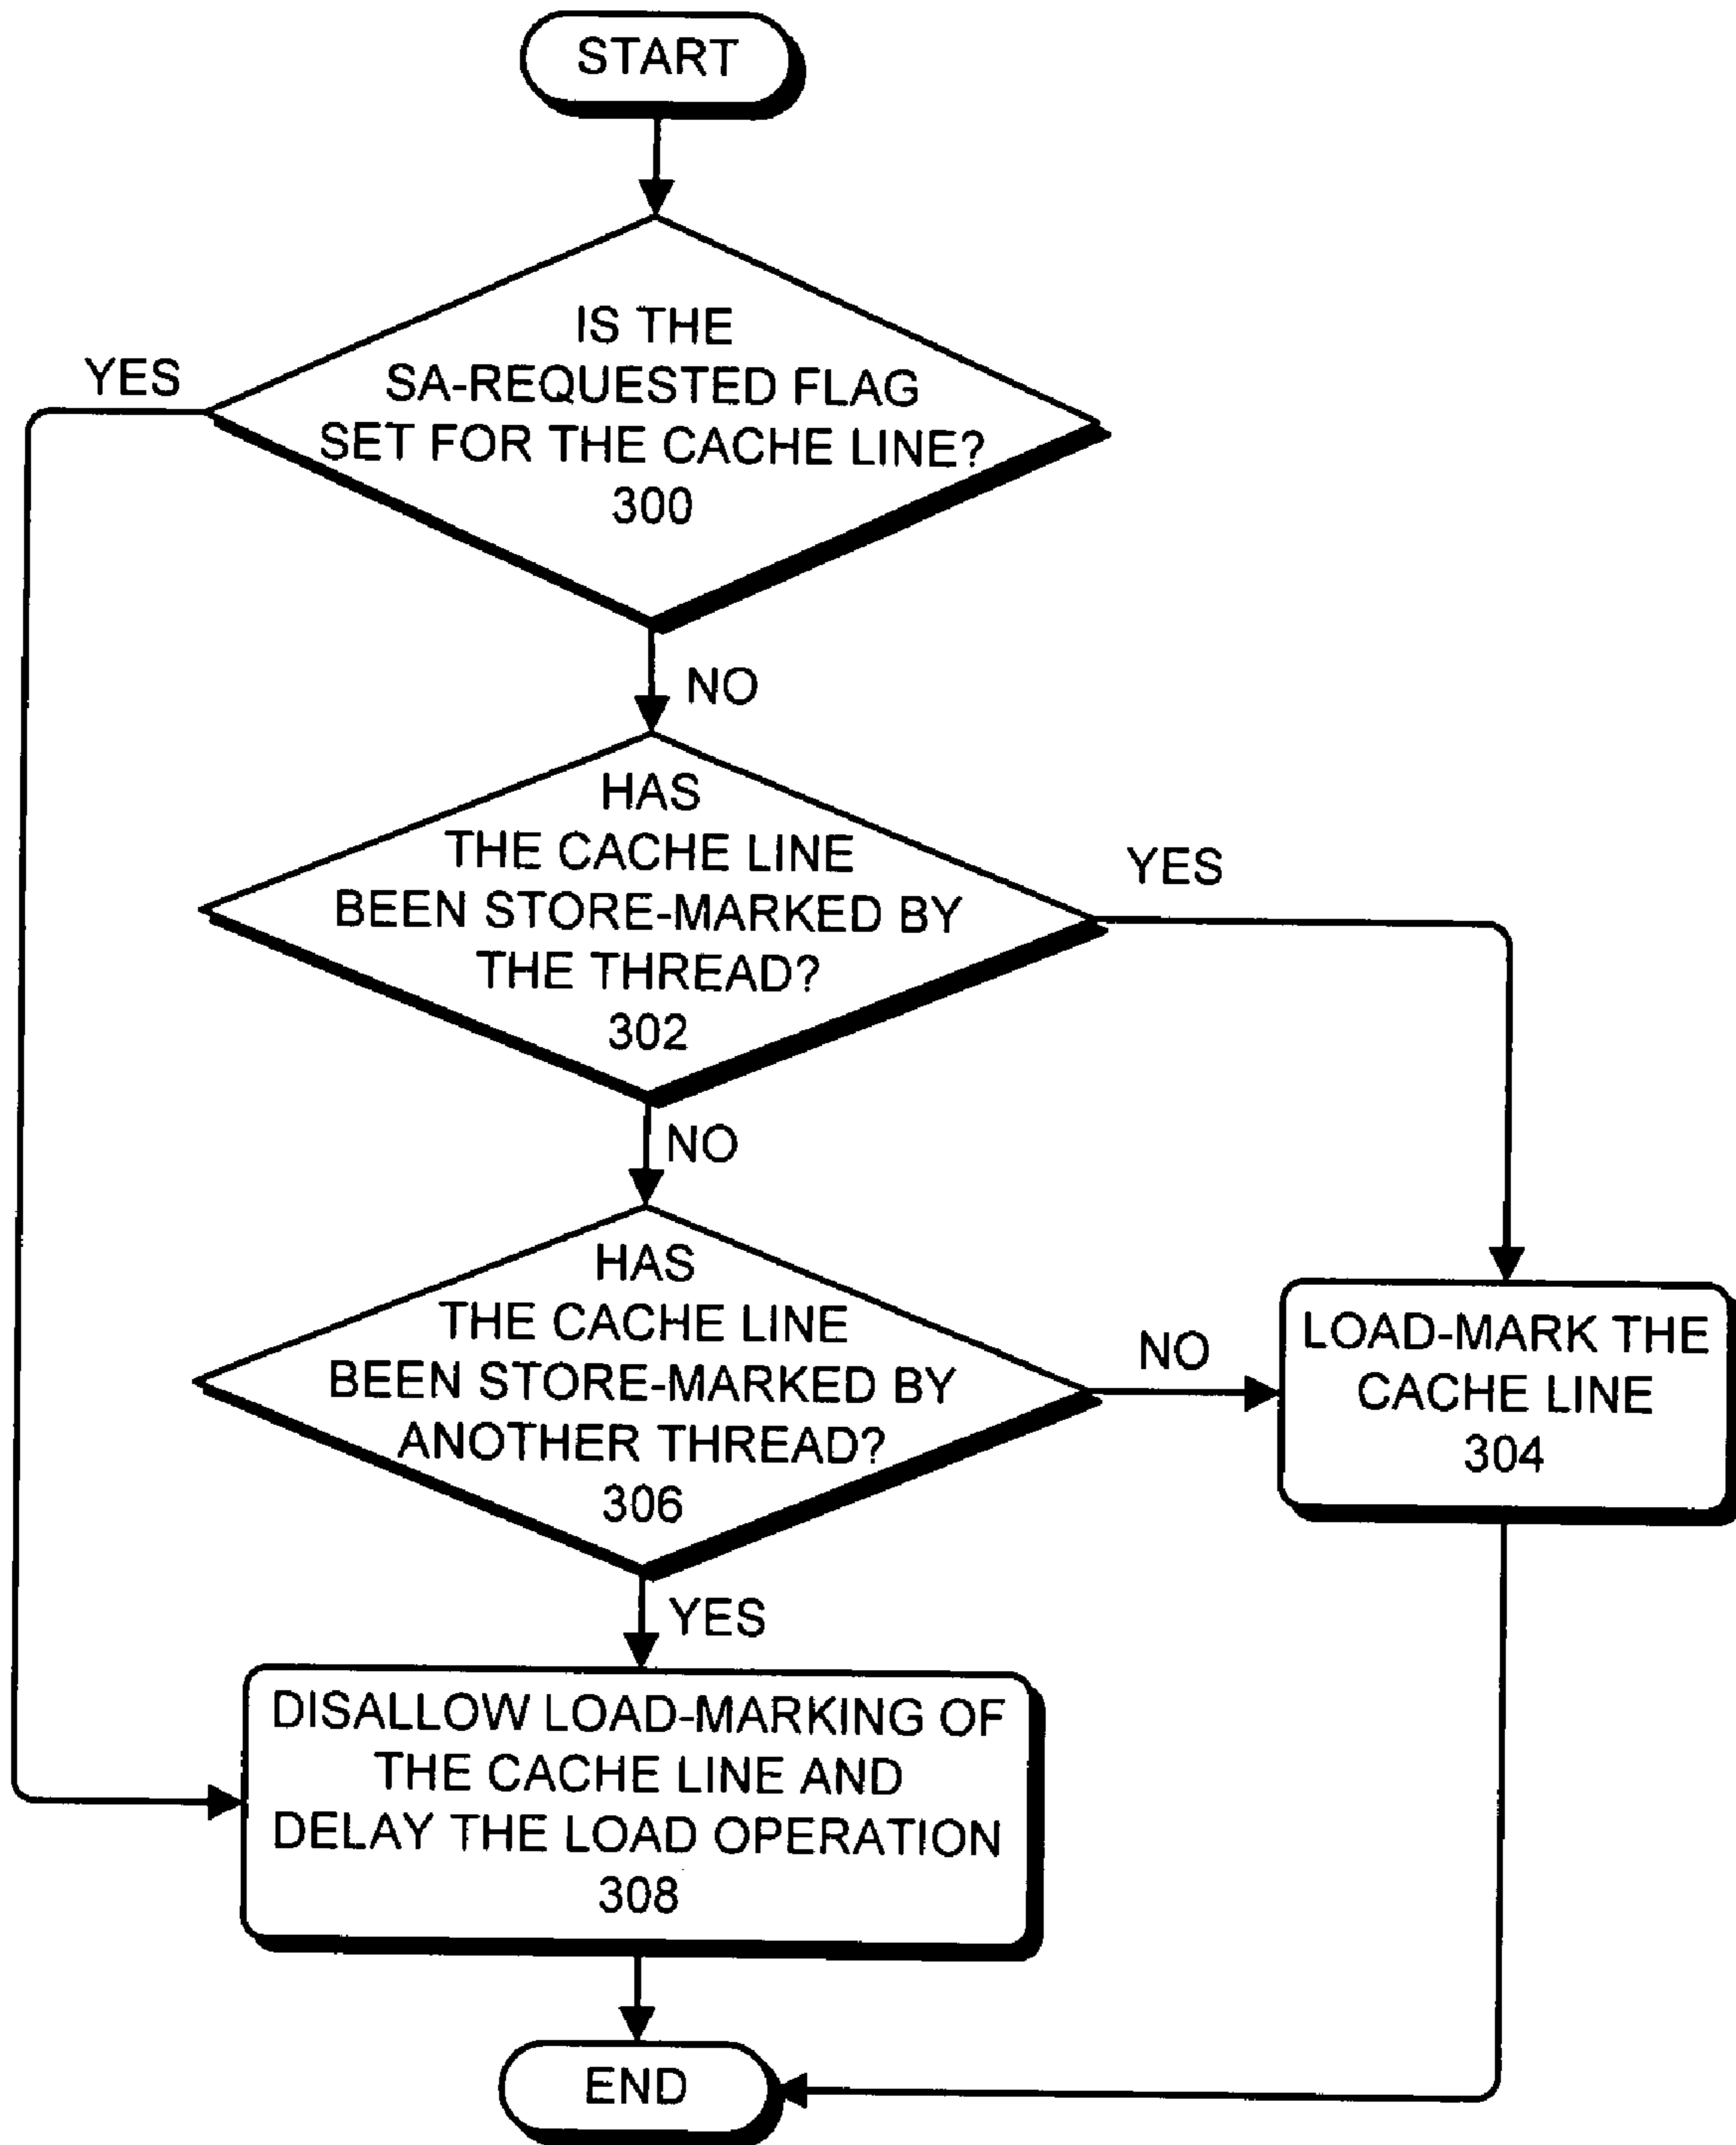 START
IS THE
SA-REQUESTED FLAG
SET FOR THE CACHE LINE?
300
YES
NO
HAS
THE CACHE LINE
BEEN STORE-MARKED BY
THE THREAD?
302
YES
NO
HAS
THE CACHE LINE
BEEN STORE-MARKED BY
ANOTHER THREAD?
306
NO
LOAD-MARK THE
CACHE LINE
304
YES
DISALLOW LOAD-MARKING OF
THE CACHE LINE AND
DELAY THE LOAD OPERATION
308
END